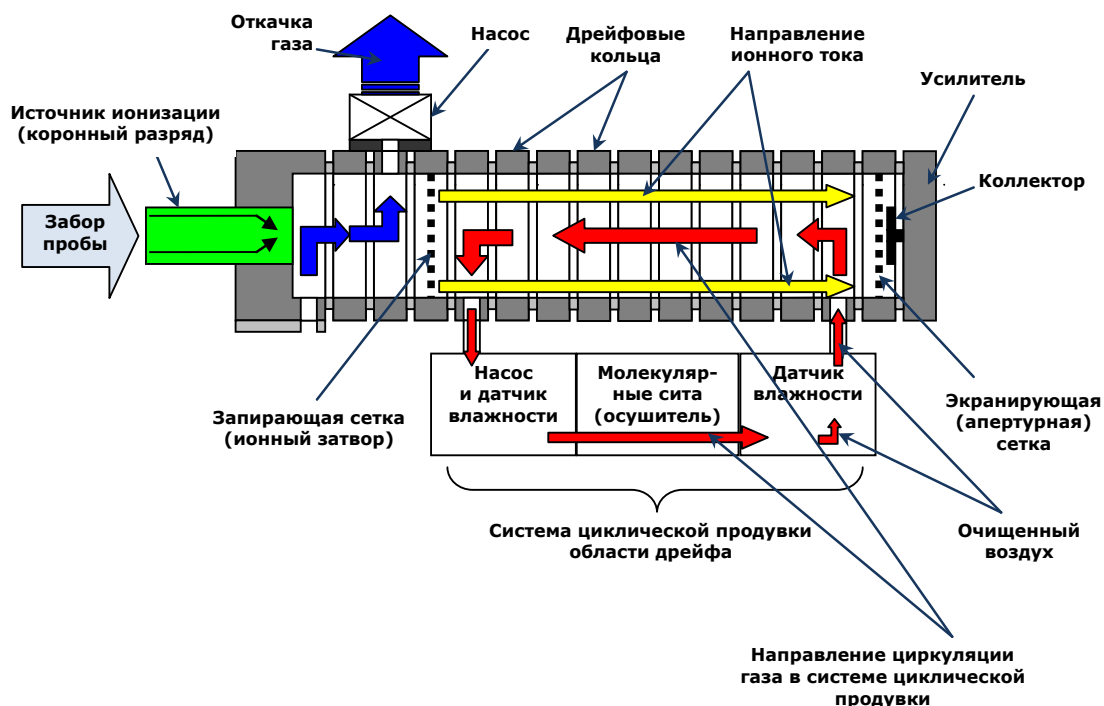 Откачка
газа
Насос
Дрейфовые
кольца
Направление
ионного тока
Усилитель
Источник ионизации
(коронный разряд)
Коллектор
Забор
пробы
Насос
и датчик
влажности
Молекуляр-
ные сита
(осушитель)
Датчик
влажности
Запирающая сетка
(ионный затвор)
Экранирующая
(апертурная)
сетка
Система циклической продувки
области дрейфа
Очищенный
воздух
Направление циркуляции
газа в системе циклической
продувки